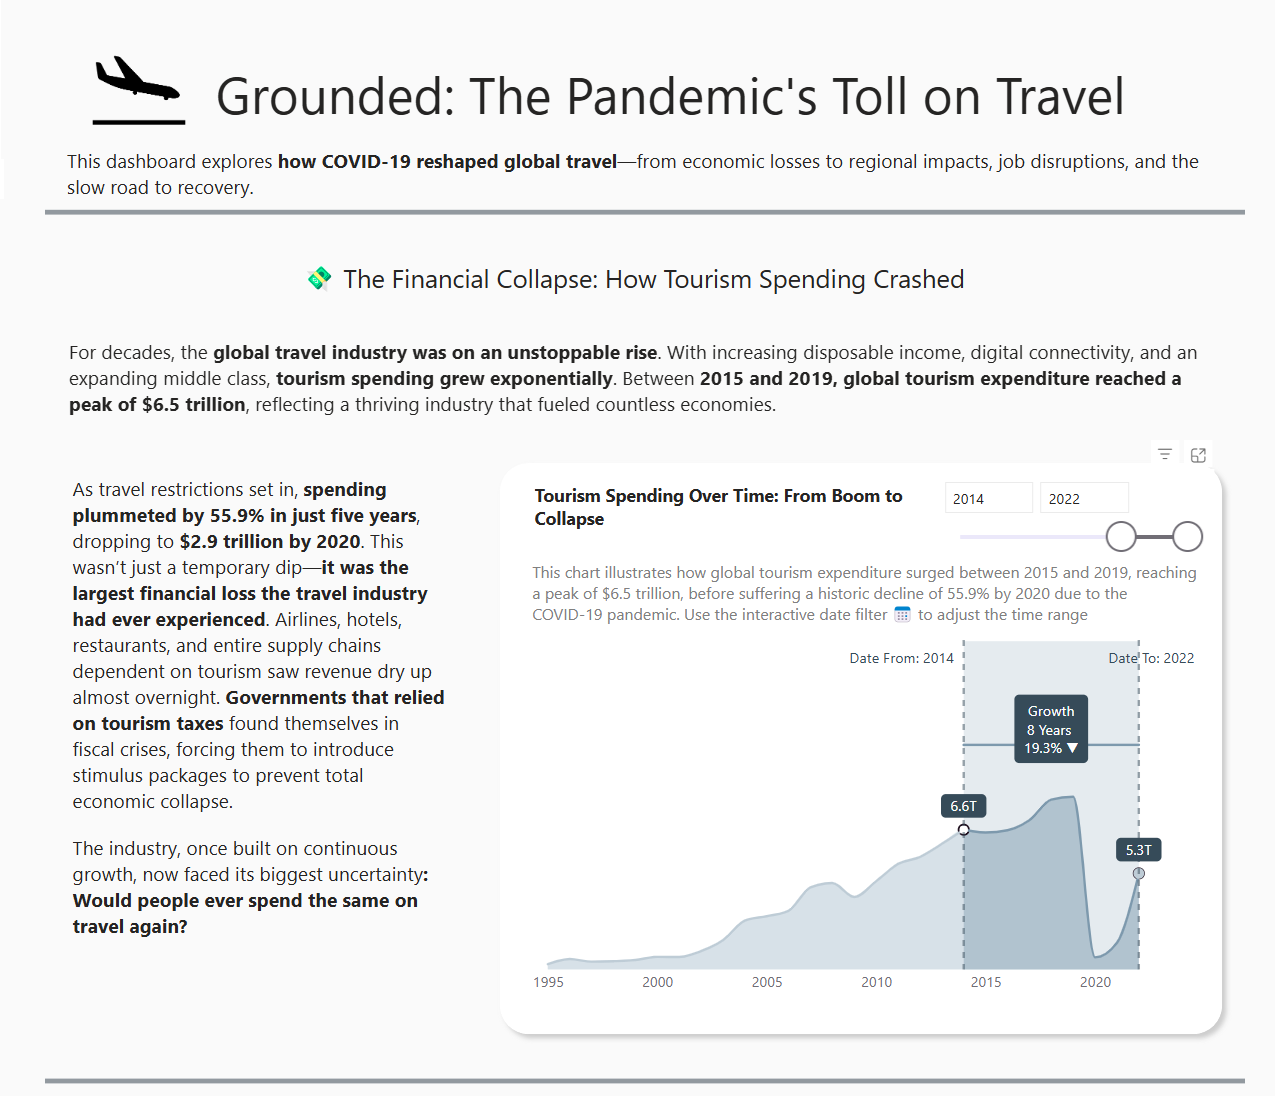 Grounded: The Pandemic's Toll on Travel
This dashboard explores how COVID-19 reshaped global travel—from economic losses to regional impacts, job disruptions, and the
slow road to recovery.
💸 The Financial Collapse: How Tourism Spending Crashed
For decades, the global travel industry was on an unstoppable rise. With increasing disposable income, digital connectivity, and an
expanding middle class, tourism spending grew exponentially. Between 2015 and 2019, global tourism expenditure reached a
peak of $6.5 trillion, reflecting a thriving industry that fueled countless economies.
As travel restrictions set in, spending
plummeted by 55.9% in just five years,
dropping to $2.9 trillion by 2020. This
wasn't just a temporary dip—it was the
largest financial loss the travel industry
had ever experienced. Airlines, hotels,
restaurants, and entire supply chains
dependent on tourism saw revenue dry up
almost overnight. Governments that relied
on tourism taxes found themselves in
fiscal crises, forcing them to introduce
stimulus packages to prevent total
economic collapse.
The industry, once built on continuous
growth, now faced its biggest uncertainty:
Would people ever spend the same on
travel again?
Tourism Spending Over Time: From Boom to
Collapse
2014
2022
This chart illustrates how global tourism expenditure surged between 2015 and 2019, reaching
a peak of $6.5 trillion, before suffering a historic decline of 55.9% by 2020 due to the
COVID-19 pandemic. Use the interactive date filter 📅 to adjust the time range
Date From: 2014
Date To: 2022
Growth
8 Years
19.3% ▼
6.6T
5.3T
1995
2000
2005
2010
2015
2020